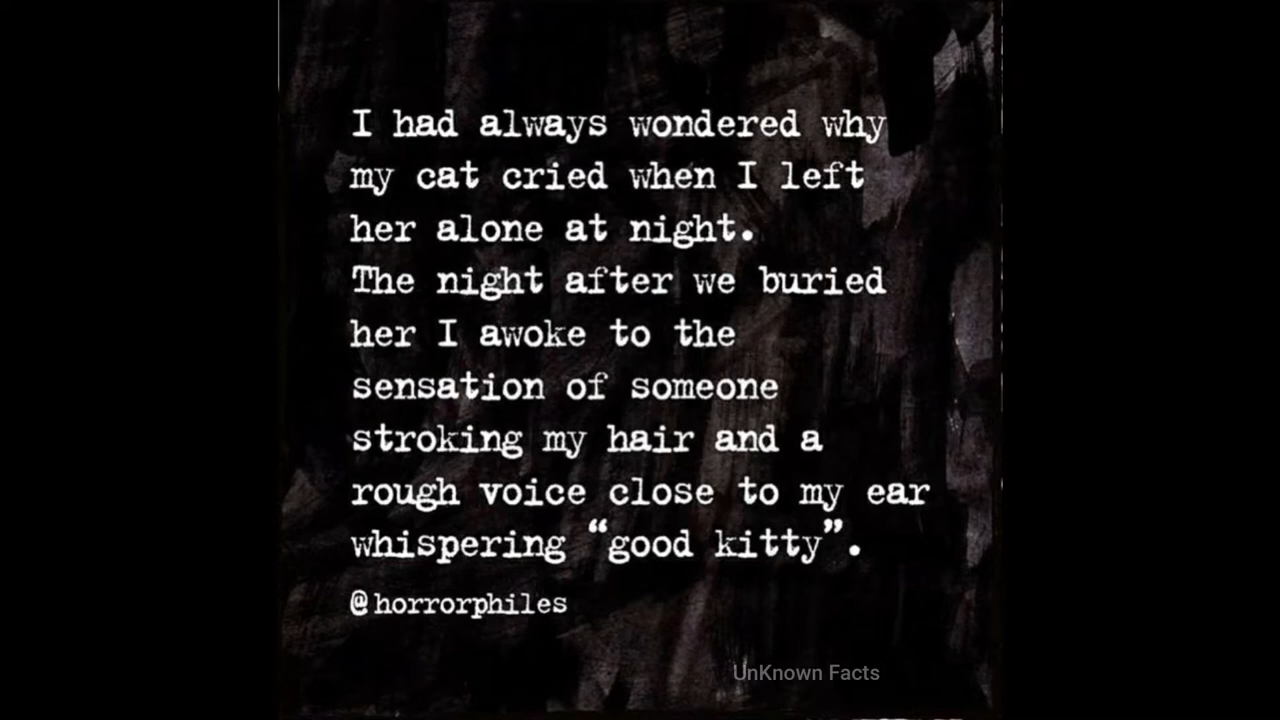 I had always wondered why
my cat cried when I left
her alone at night.
The night after we buried
her I awoke to the
sensation of someone
stroking my hair and a
rough voice close to my ear
whispering “good kitty”.
@horrorphiles
UnKnown Facts